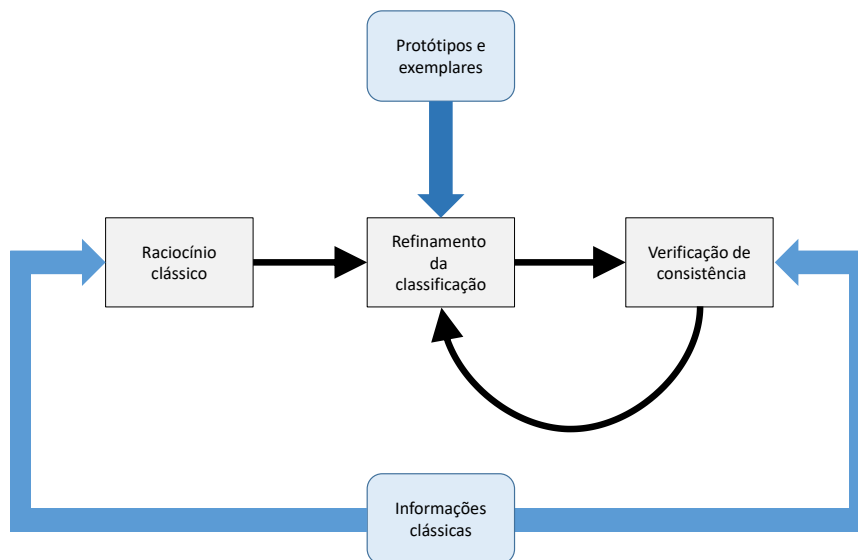 Protótipos e
exemplares
Raciocínio
clássico
Refinamento
da
classificação
Verificação de
consistência
Informações
clássicas